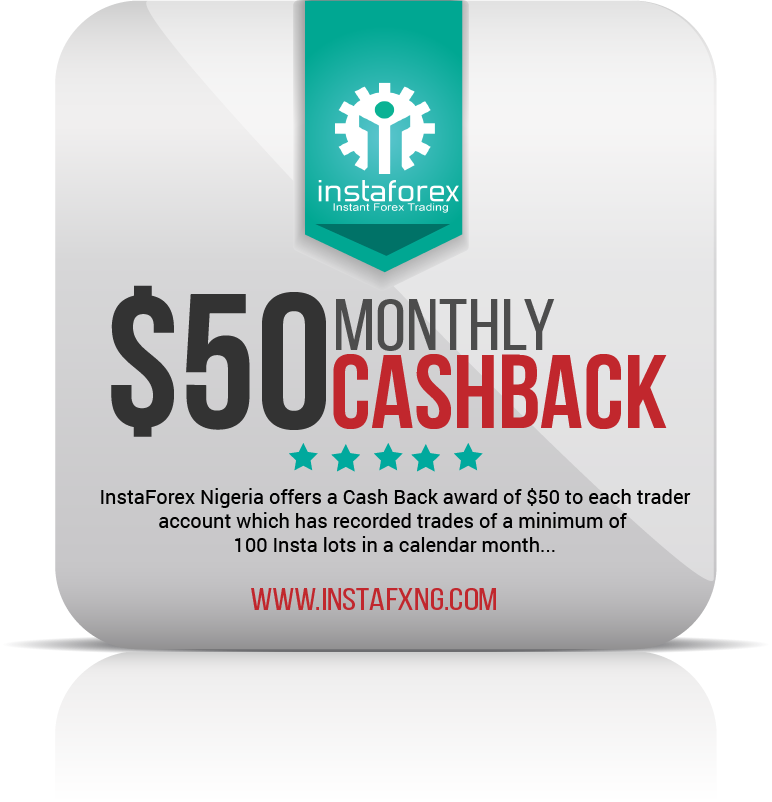 instaforex
Instant Forex Trading
$50 MONTHLY
CASHBACK
InstaForex Nigeria offers a Cash Back award of $50 to each trader
account which has recorded trades of a minimum of
100 Insta lots in a calendar month...
WWW.INSTAFXNG.COM